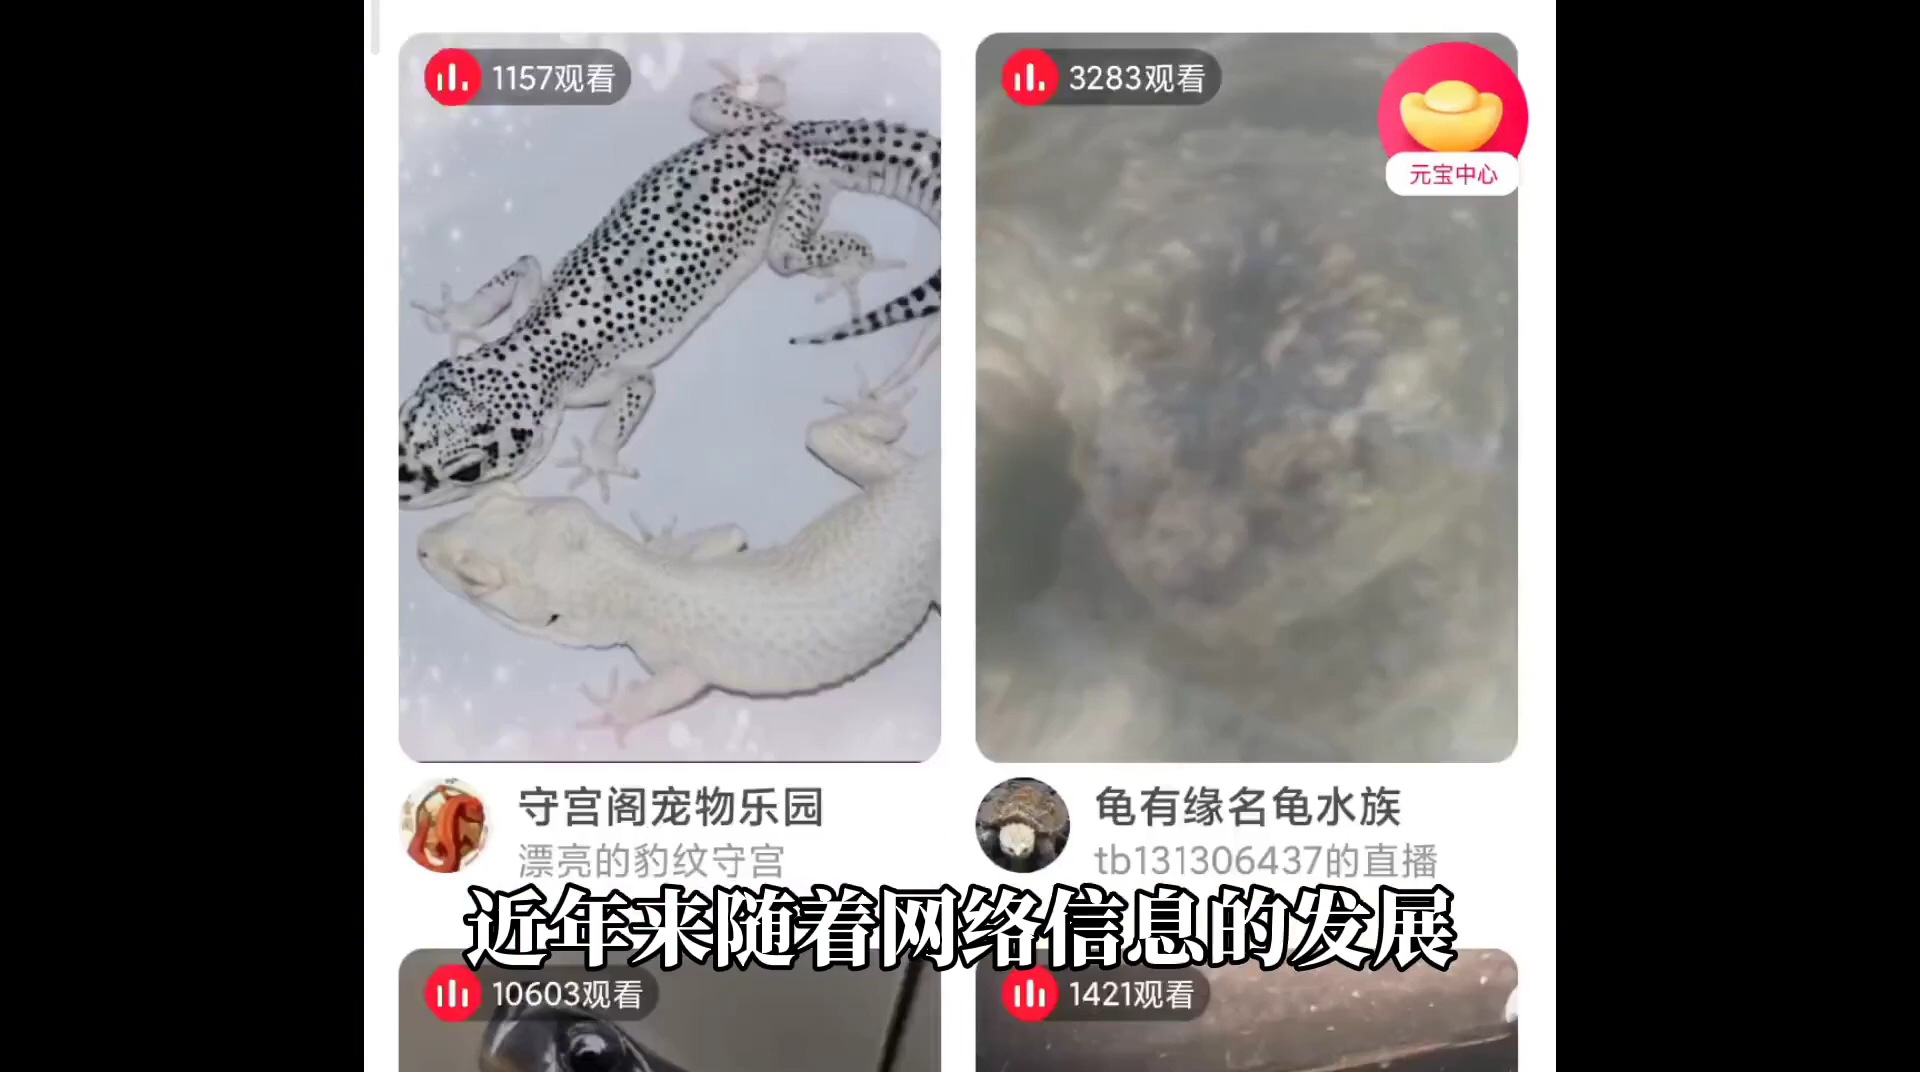 1157观看
3283观看
元宝中心
守宫阁宠物乐园
漂亮的豹纹守宫
龟有缘名龟水族
tb131306437的直播
近年来随着网络信息的发展
10603观看
1421观看